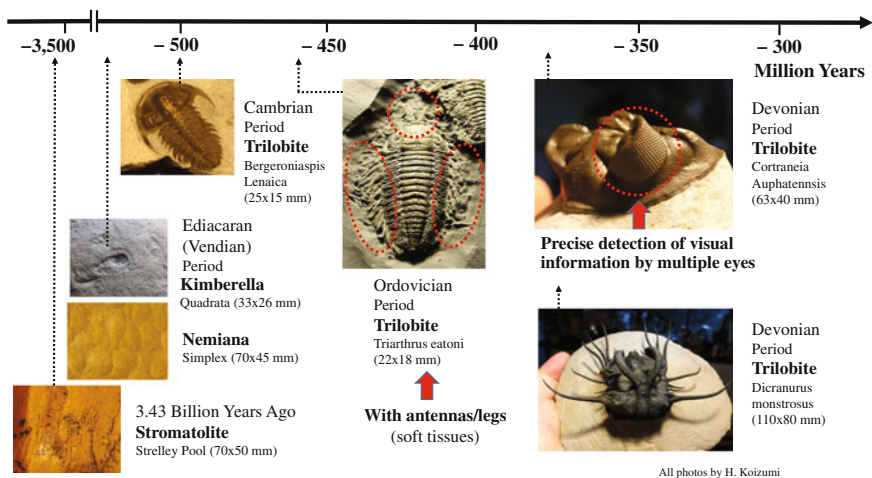 −3,500 − 500 − 450 − 400 − 350 − 300
Million Years
Cambrian
Period
Trilobite
Bergeroniaspis
Lenaica
(25x15 mm)
Ediacaran
(Vendian)
Period
Kimberella
Quadrata (33x26 mm)
Nemiana
Simplex (70x45 mm)
3.43 Billion Years Ago
Stromatolite
Strelley Pool (70x50 mm)
Ordovician
Period
Trilobite
Triarthrus eatoni
(22x18 mm)
With antennas/legs
(soft tissues)
Devonian
Period
Trilobite
Cortraneia
Auphatennsis
(63x40 mm)
Precise detection of visual
information by multiple eyes
Devonian
Period
Trilobite
Dicranurus
monstrosus
(110x80 mm)
All photos by H. Koizumi